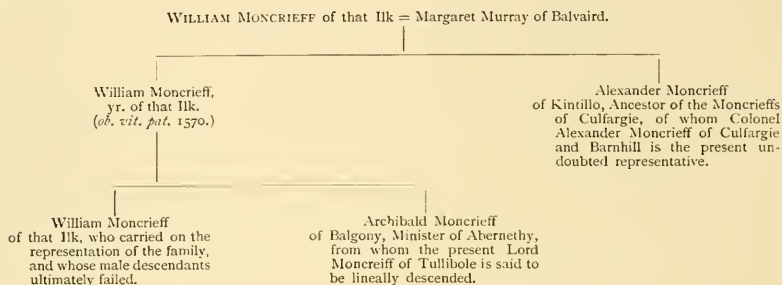 WILLIAM MONCRIEFF of that Ilk = Margaret Murray of Balvaird.
William Moncrieff,
yr. of that Ilk.
(ob. vit. pat. 1570.)
Alexander Moncrieff
of Kintillo, Ancestor of the Moncrieffs
of Culfargie, of whom Colonel
Alexander Moncrieff of Culfargie
and Barnhill is the present un-
doubted representative.
William Moncrieff
of that Ilk, who carried on the
representation of the family,
and whose male descendants
ultimately failed.
Archibald Moncrieff
of Balgony, Minister of Abernethy,
from whom the present Lord
Moncreiff of Tullibole is said to
be lineally descended.